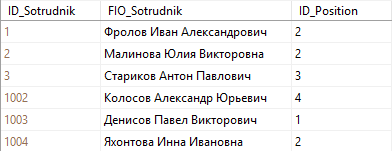 ID_Sotrudnik FIO_Sotrudnik ID_Position
1 Фролов Иван Александрович 2
2 Малинова Юлия Викторовна 2
3 Стариков Антон Павлович 3
1002 Колосов Александр Юрьевич 4
1003 Денисов Павел Викторович 1
1004 Яхонтова Инна Ивановна 2